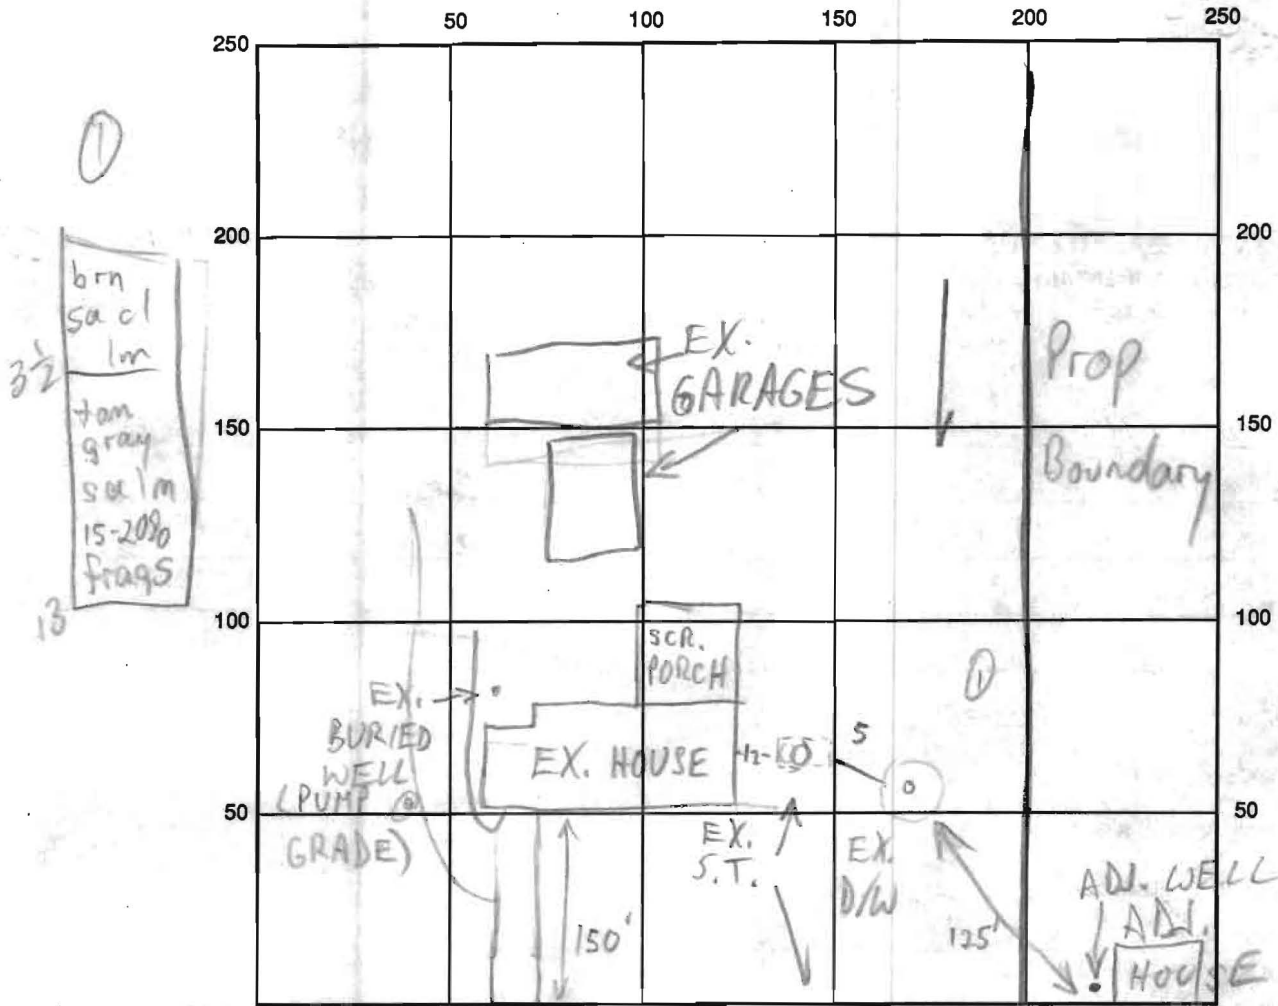 50 100 150 200 250
250
①
200 200
brn
sa cl
lm
3½
EX.
GARAGES
Prop
tan
gray
sa lm
15-20%
frags
150 150
Boundary
13
100 100
SCR.
PORCH
①
EX.
BURIED
WELL
(PUMP @
GRADE)
EX. HOUSE
12
5
50 50
EX.
S.T.
EX.
D/W
150'
125'
ADJ. WELL
ADJ.
HOUSE